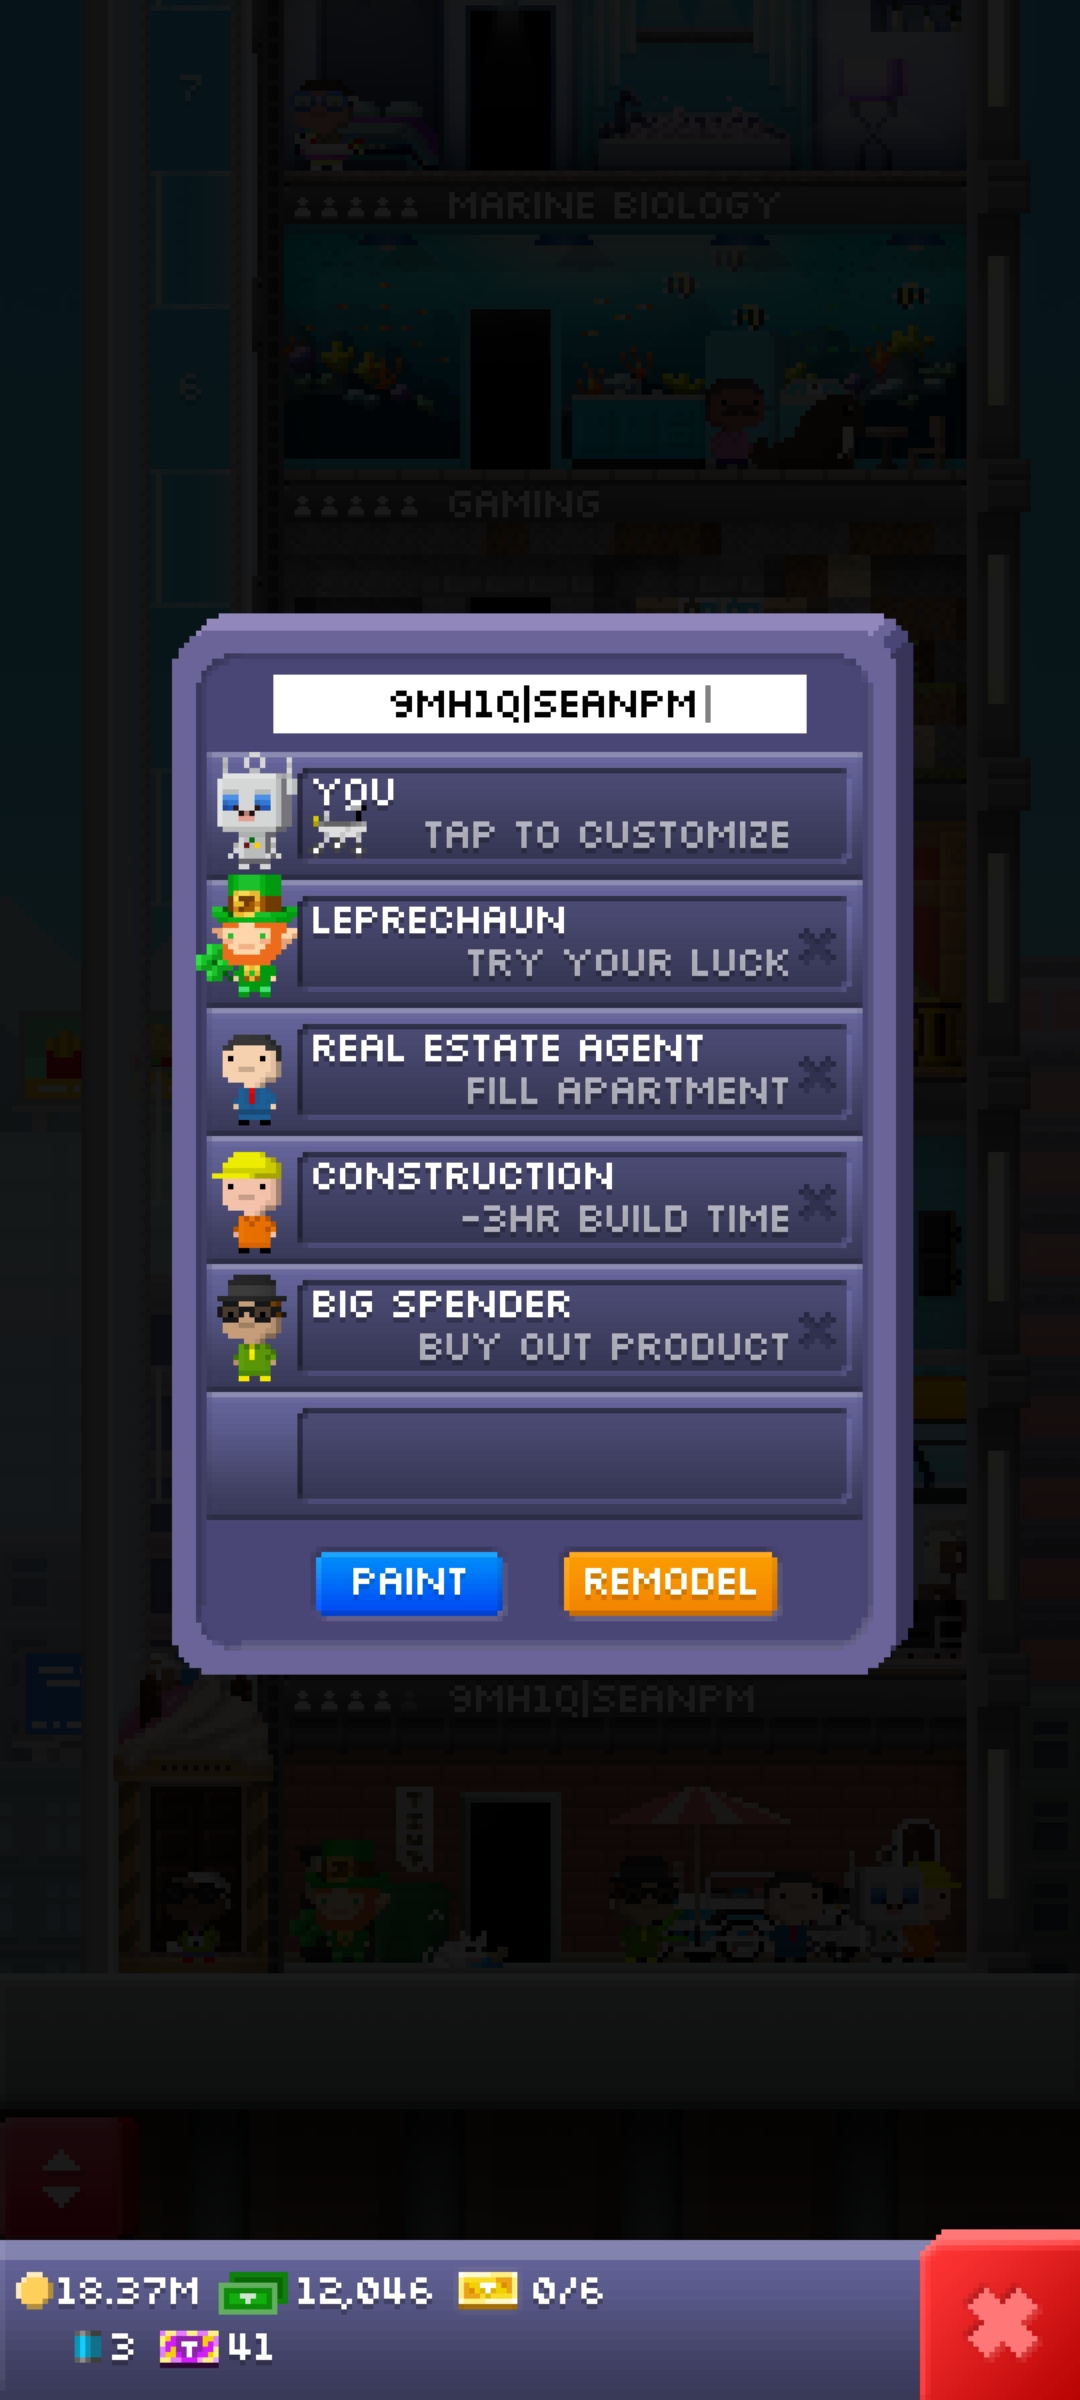 7
MARINE BIOLOGY
6
GAMING
9MH1Q|SEANPM
YOU
TAP TO CUSTOMIZE
LEPRECHAUN
TRY YOUR LUCK
REAL ESTATE AGENT
FILL APARTMENT
CONSTRUCTION
-3HR BUILD TIME
BIG SPENDER
BUY OUT PRODUCT
PAINT
REMODEL
9MH1Q|SEANPM
18.37M
12,046
0/6
3
41